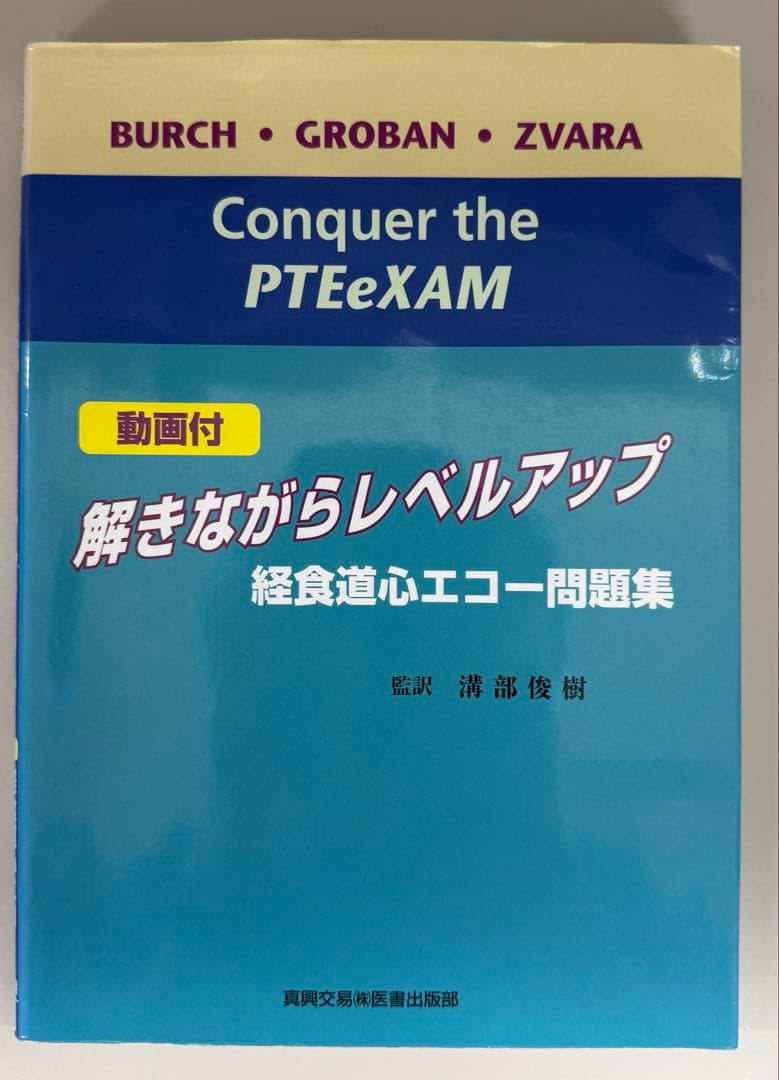 BURCH • GROBAN • ZVARA
Conquer the
PTEeXAM
動画付
解きながらレベルアップ
経食道心エコー問題集
監訳 溝部俊樹
真興交易㈱医書出版部